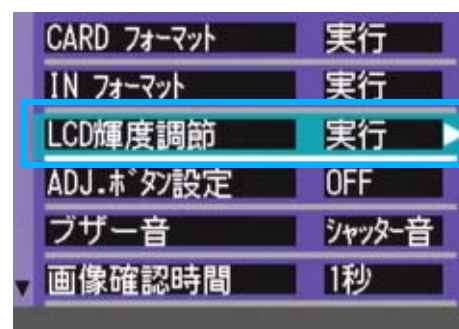 CARD フォーマット 実行
IN フォーマット 実行
LCD輝度調節 実行
ADJ.ボタン設定 OFF
ブザー音 シャッター音
画像確認時間 1秒